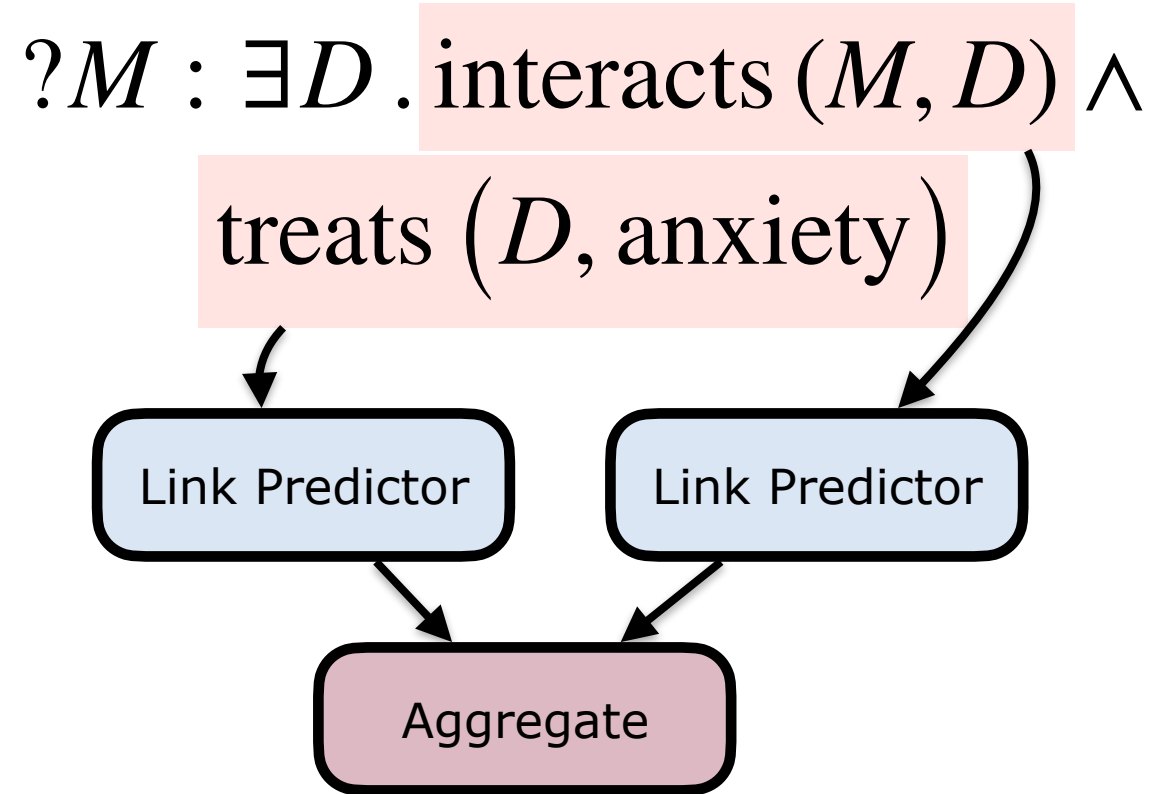 ?M : ∃D . interacts (M, D) ∧
treats (D, anxiety)
Link Predictor Link Predictor
Aggregate